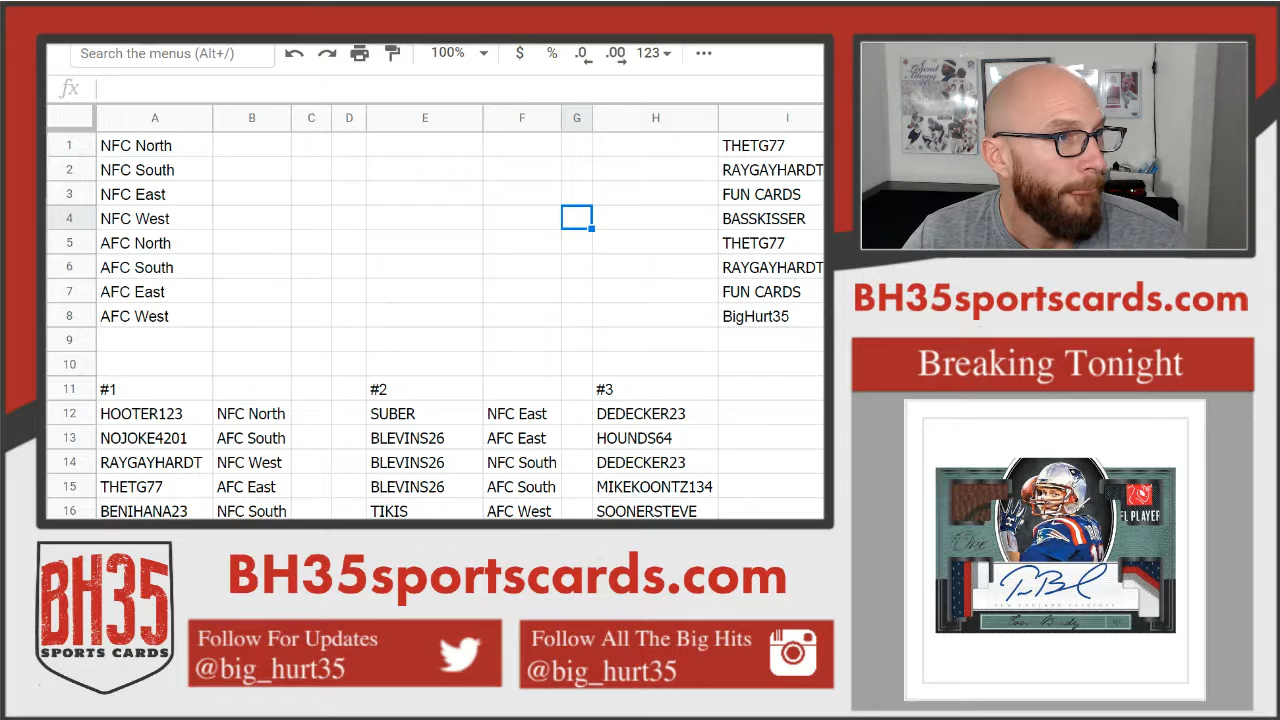 Search the menus (Alt+/)
100%
$ % .0 .00 123
fx
A B C D E F G H I
1 NFC North THETG77
2 NFC South RAYGAYHARDT
3 NFC East FUN CARDS
4 NFC West BASSKISSER
5 AFC North THETG77
6 AFC South RAYGAYHARDT
7 AFC East FUN CARDS
8 AFC West BigHurt35
9
10
11 #1 #2 #3
12 HOOTER123 NFC North SUBER NFC East DEDECKER23
13 NOJOKE4201 AFC South BLEVINS26 AFC East HOUNDS64
14 RAYGAYHARDT NFC West BLEVINS26 NFC South DEDECKER23
15 THETG77 AFC East BLEVINS26 AFC South MIKEKOONTZ134
16 BENIHANA23 NFC South TIKIS AFC West SOONERSTEVE
BH35sportscards.com
Breaking Tonight
FL PLAYER
One
NEW ENGLAND PATRIOTS
BH35
SPORTS CARDS
BH35sportscards.com
Follow For Updates
@big_hurt35
Follow All The Big Hits
@big_hurt35